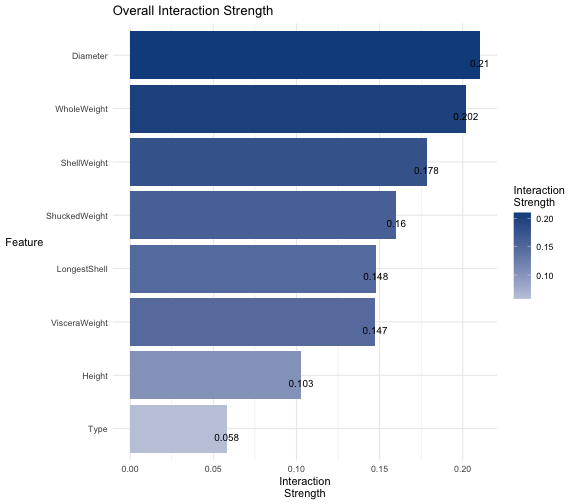 Overall Interaction Strength
Diameter
0.21
WholeWeight
0.202
ShellWeight
0.178
ShuckedWeight
0.16
LongestShell
0.148
VisceraWeight
0.147
Height
0.103
Type
0.058
Feature
0.00 0.05 0.10 0.15 0.20
Interaction
Strength
Interaction
Strength
0.20
0.15
0.10